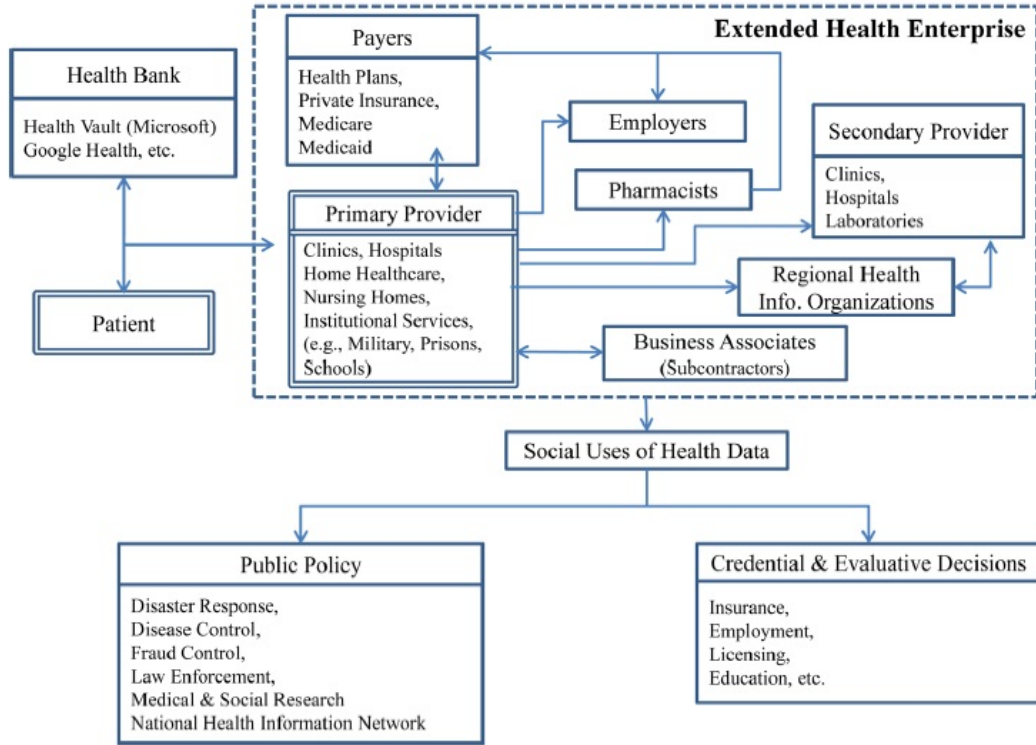 Extended Health Enterprise
Health Bank
Health Vault (Microsoft)
Google Health, etc.
Patient
Payers
Health Plans,
Private Insurance,
Medicare
Medicaid
Primary Provider
Clinics, Hospitals
Home Healthcare,
Nursing Homes,
Institutional Services,
(e.g., Military, Prisons,
Schools)
Employers
Pharmacists
Secondary Provider
Clinics,
Hospitals
Laboratories
Regional Health
Info. Organizations
Business Associates
(Subcontractors)
Social Uses of Health Data
Public Policy
Disaster Response,
Disease Control,
Fraud Control,
Law Enforcement,
Medical & Social Research
National Health Information Network
Credential & Evaluative Decisions
Insurance,
Employment,
Licensing,
Education, etc.